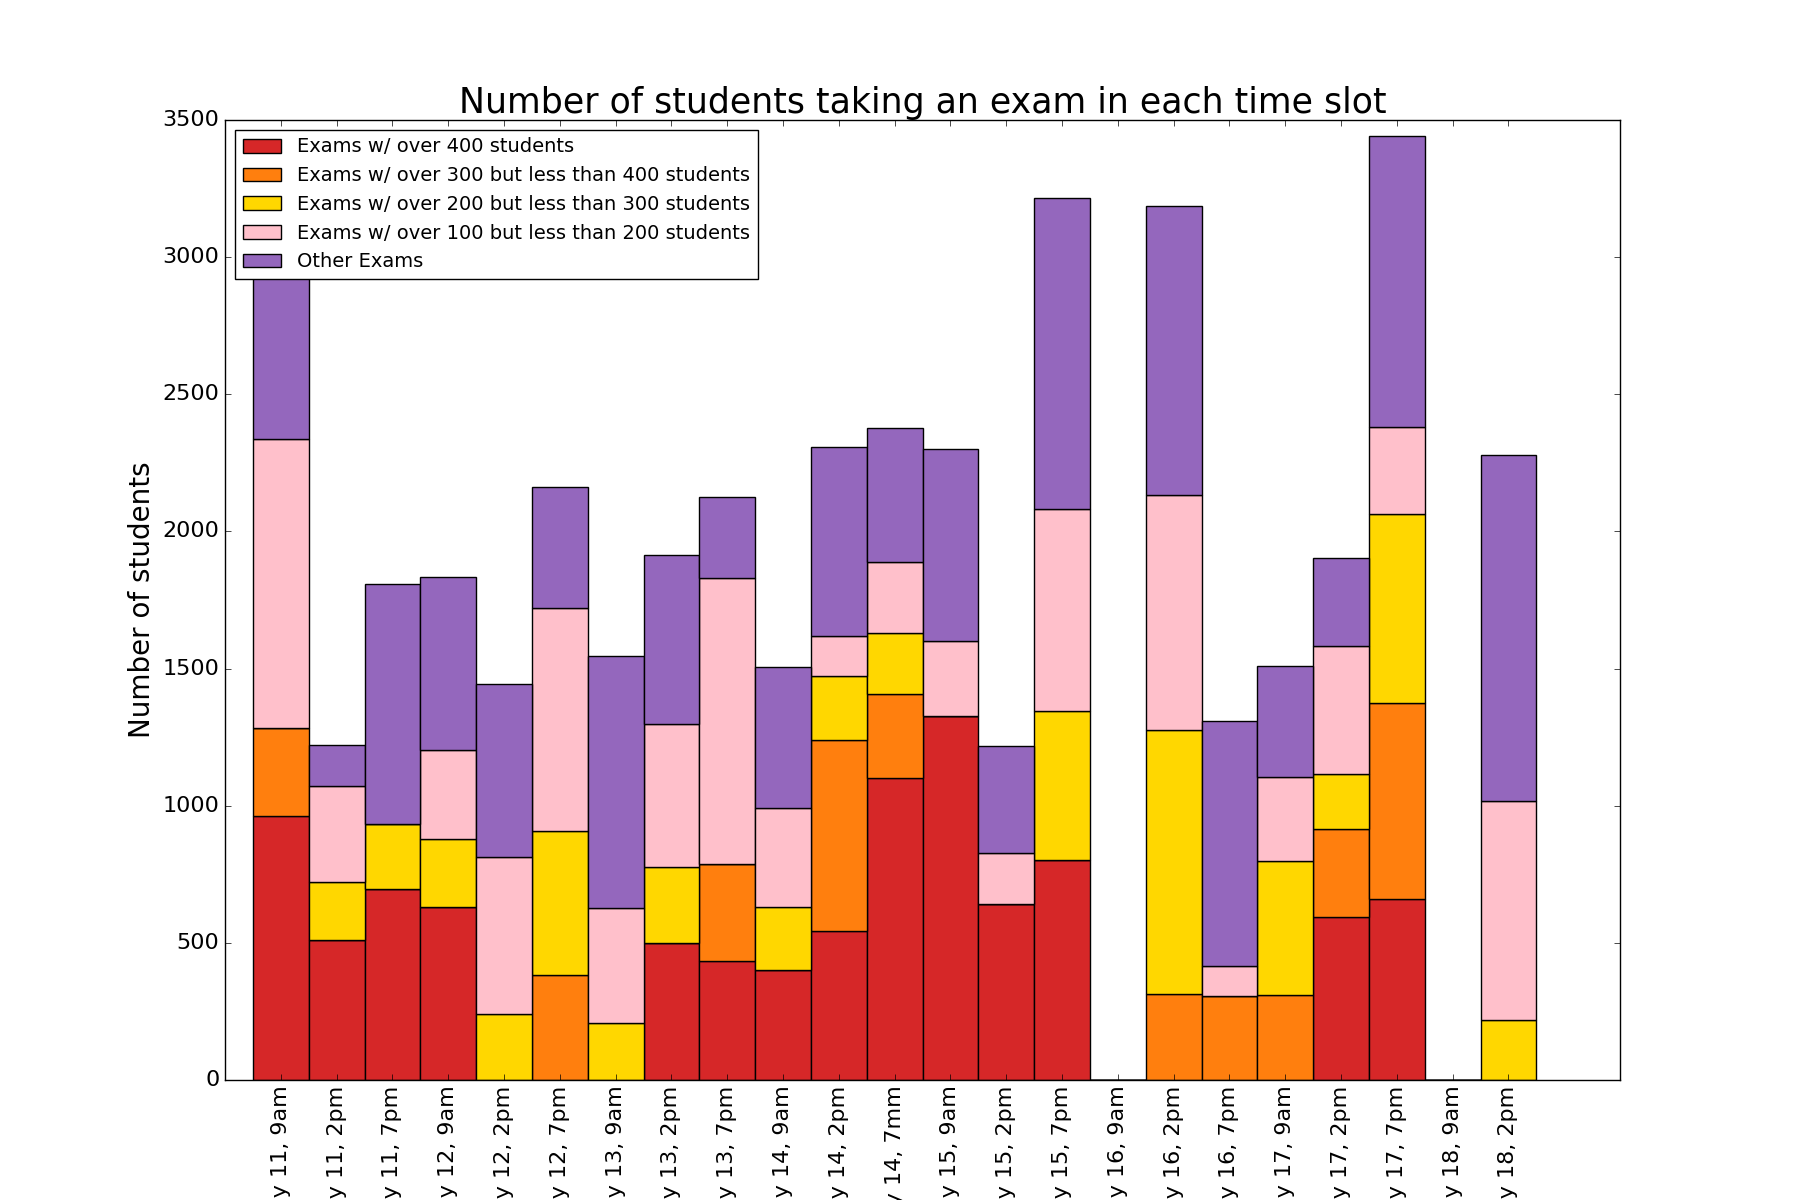 Number of students taking an exam in each time slot
Exams w/ over 400 students
Exams w/ over 300 but less than 400 students
Exams w/ over 200 but less than 300 students
Exams w/ over 100 but less than 200 students
Other Exams
3500
3000
2500
2000
1500
1000
500
0
Number of students
y 11, 9am
y 11, 2pm
y 11, 7pm
y 12, 9am
y 12, 2pm
y 12, 7pm
y 13, 9am
y 13, 2pm
y 13, 7pm
y 14, 9am
y 14, 2pm
y 14, 7mm
y 15, 9am
y 15, 2pm
y 15, 7pm
y 16, 9am
y 16, 2pm
y 16, 7pm
y 17, 9am
y 17, 2pm
y 17, 7pm
y 18, 9am
y 18, 2pm